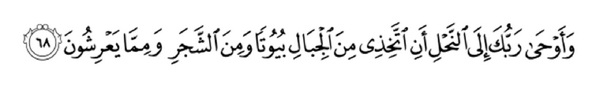 وَأَوْحَىٰ رَبُّكَ إِلَى ٱلنَّحْلِ أَنِ ٱتَّخِذِى مِنَ ٱلْجِبَالِ بُيُوتًا وَمِنَ ٱلشَّجَرِ وَمِمَّا يَعْرِشُونَ ٦٨